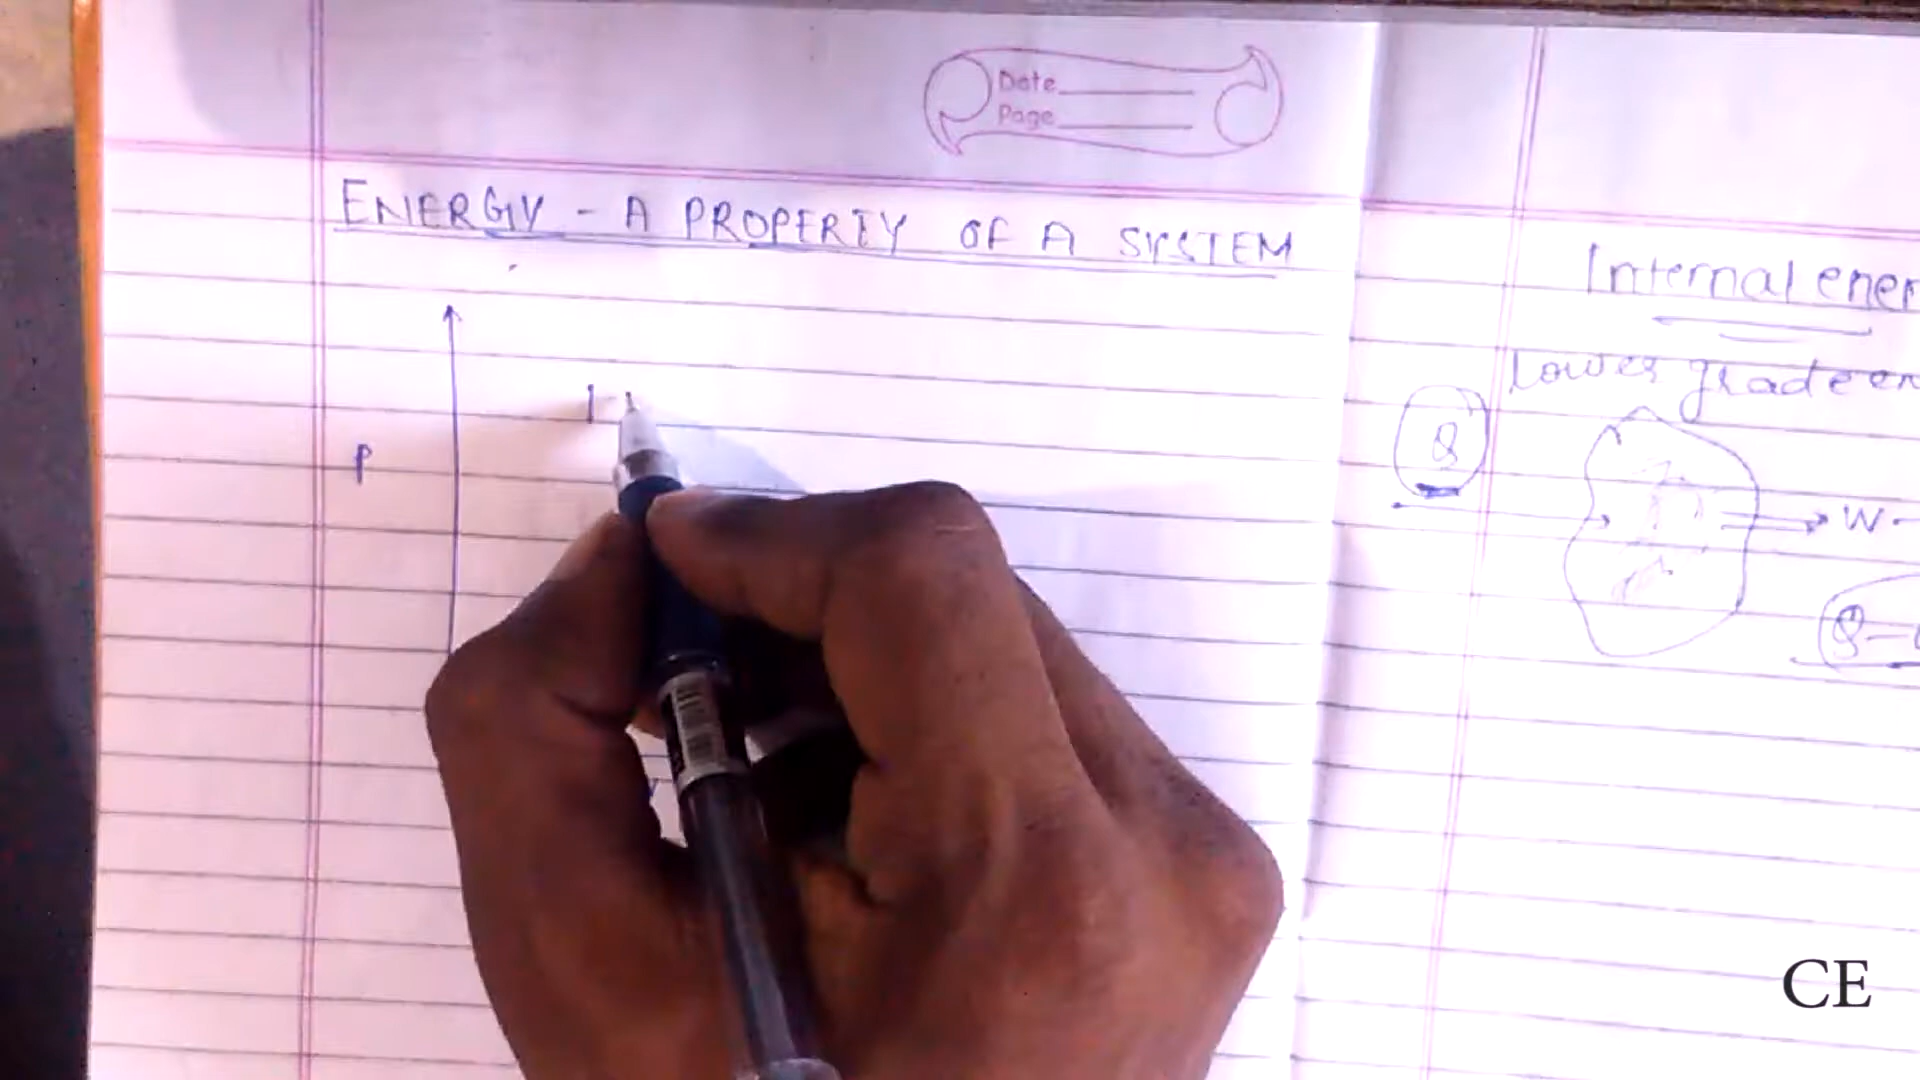 Date
Page
ENERGY - A PROPERTY OF A SYSTEM
P
1
V
Internal ener
Lower grade en
Q
W -
Q -
CE